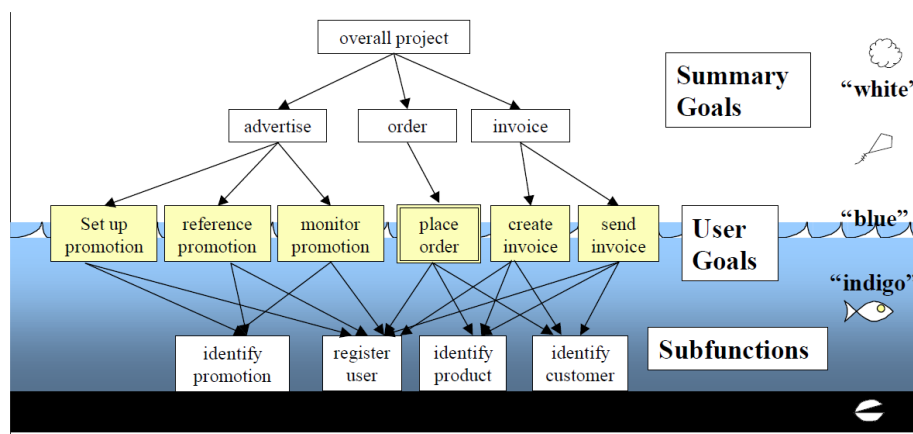 overall project
Summary
Goals
“white”
advertise
order
invoice
Set up
promotion
reference
promotion
monitor
promotion
place
order
create
invoice
send
invoice
User
Goals
“blue”
“indigo”
identify
promotion
register
user
identify
product
identify
customer
Subfunctions